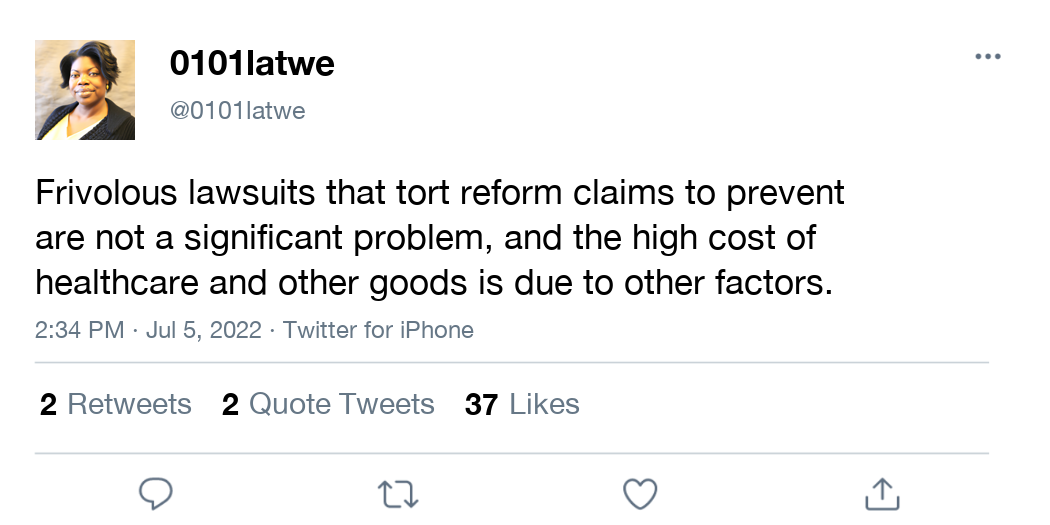 0101latwe
@0101latwe
Frivolous lawsuits that tort reform claims to prevent
are not a significant problem, and the high cost of
healthcare and other goods is due to other factors.
2:34 PM · Jul 5, 2022 · Twitter for iPhone
2 Retweets 2 Quote Tweets 37 Likes